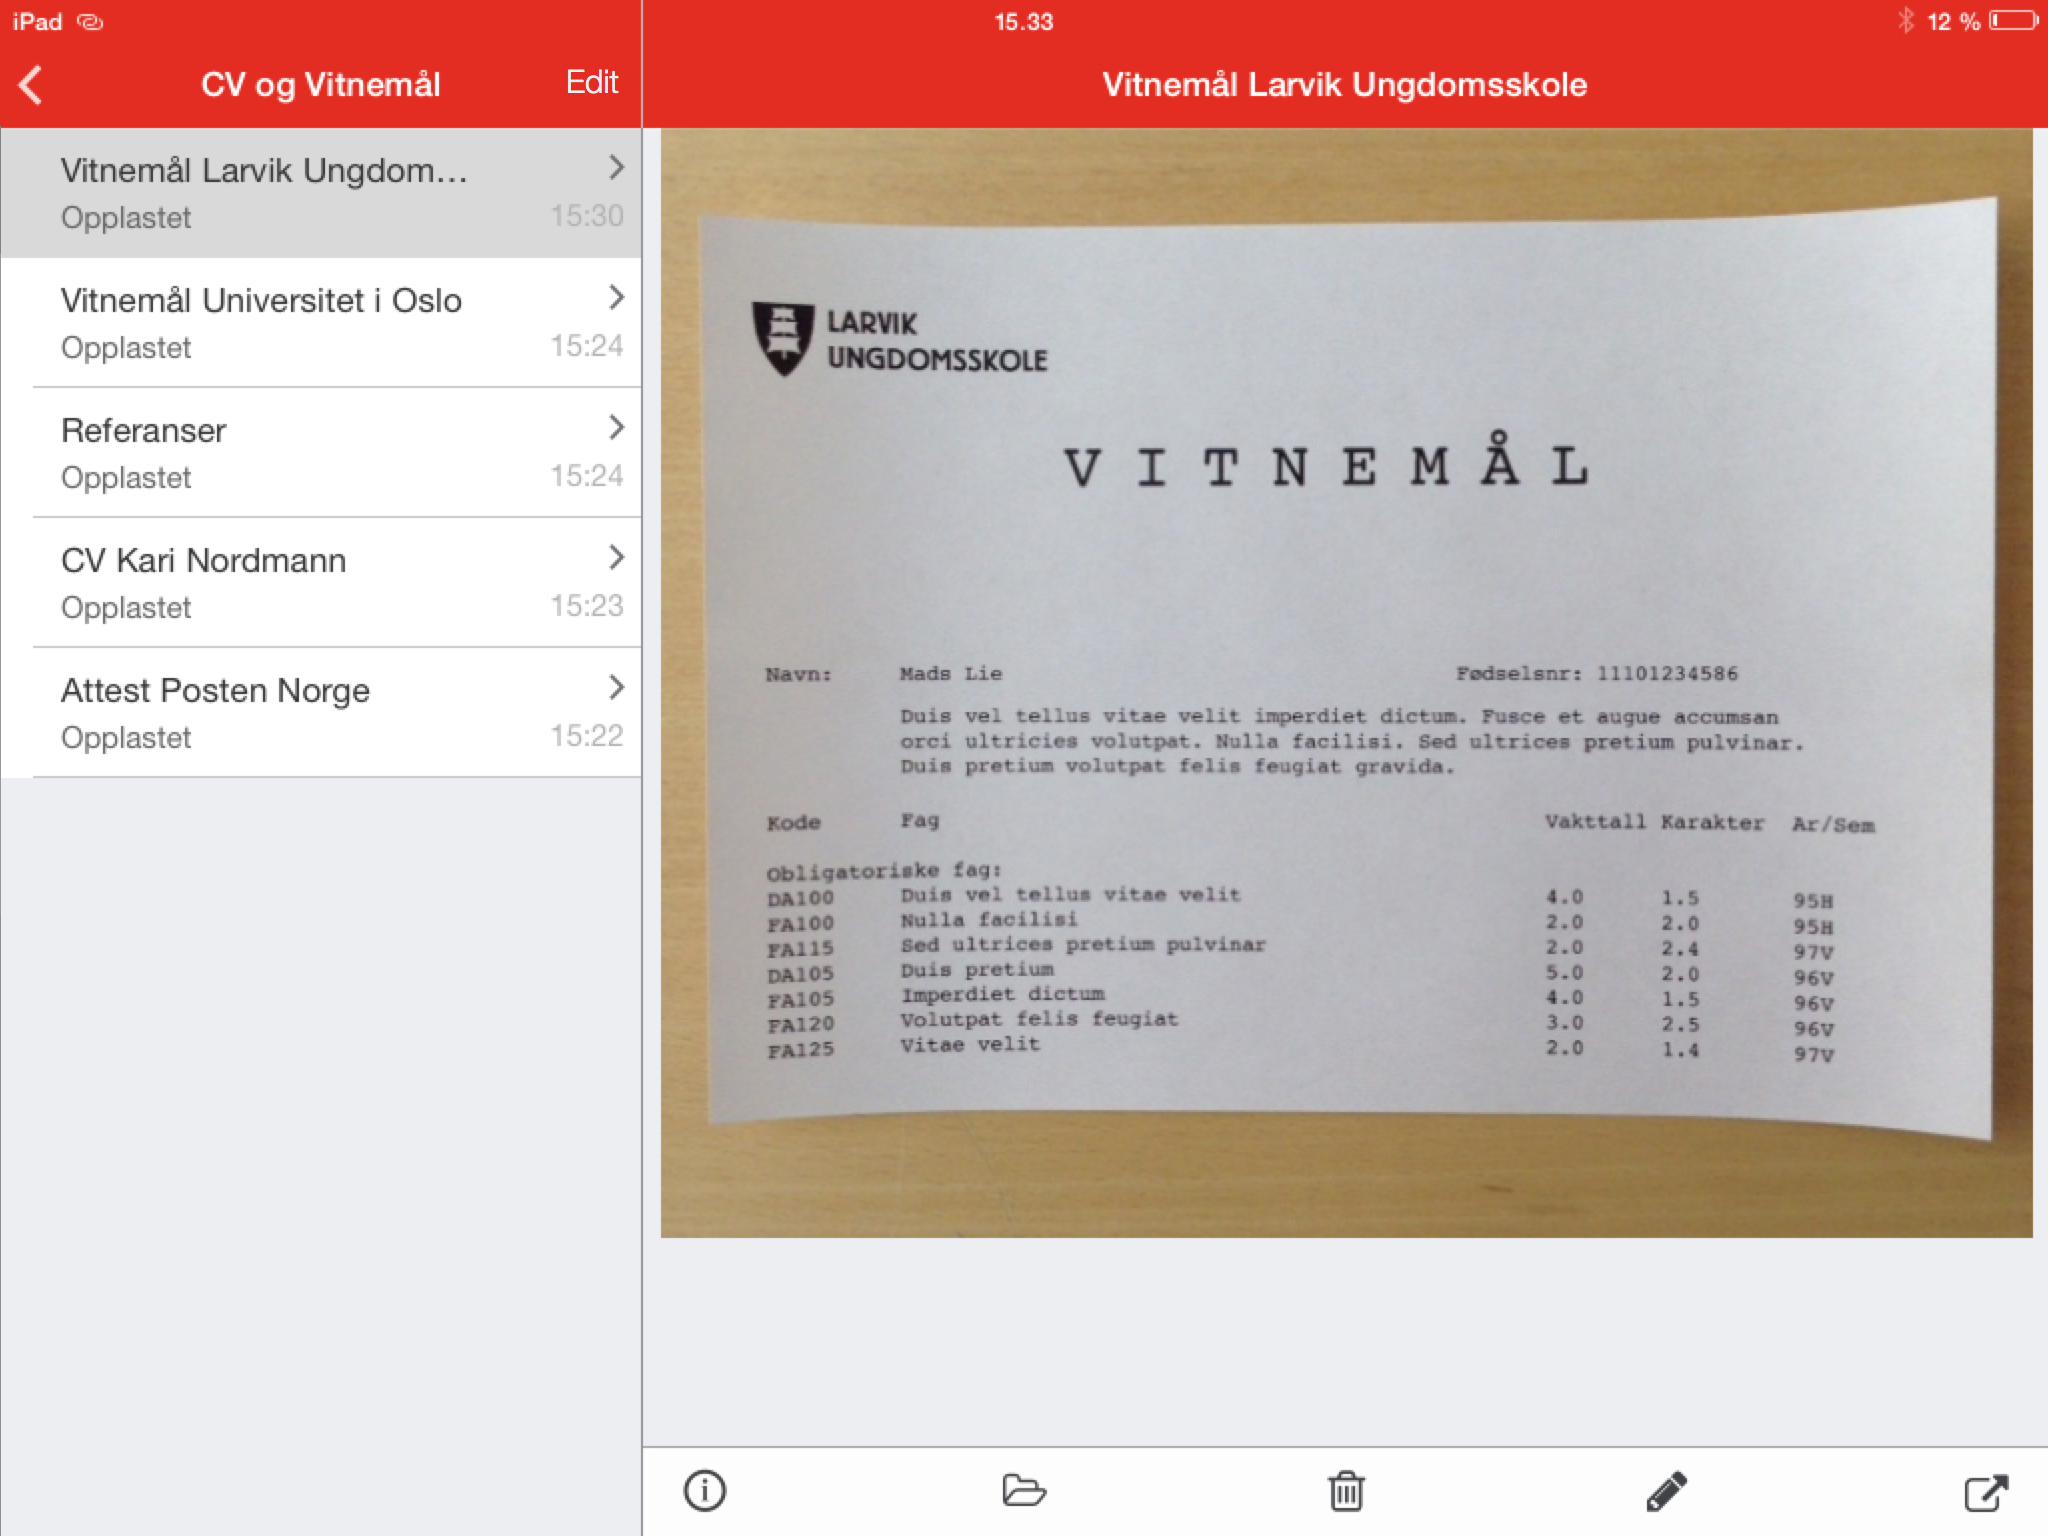 iPad
15.33
12 %
CV og Vitnemål
Edit
Vitnemål Larvik Ungdomsskole
Vitnemål Larvik Ungdom...
Opplastet 15:30
Vitnemål Universitet i Oslo
Opplastet 15:24
Referanser
Opplastet 15:24
CV Kari Nordmann
Opplastet 15:23
Attest Posten Norge
Opplastet 15:22
LARVIK
UNGDOMSSKOLE
VITNEMÅL
Navn: Mads Lie Fødselsnr: 11101234586
Duis vel tellus vitae velit imperdiet dictum. Fusce et augue accumsan
orci ultricies volutpat. Nulla facilisi. Sed ultrices pretium pulvinar.
Duis pretium volutpat felis feugiat gravida.
Kode Fag Vakttall Karakter Ar/Sem
Obligatoriske fag:
DA100 Duis vel tellus vitae velit 4.0 1.5 95H
FA100 Nulla facilisi 2.0 2.0 95H
FA115 Sed ultrices pretium pulvinar 2.0 2.4 97V
DA105 Duis pretium 5.0 2.0 96V
FA105 Imperdiet dictum 4.0 1.5 96V
FA120 Volutpat felis feugiat 3.0 2.5 96V
FA125 Vitae velit 2.0 1.4 97V